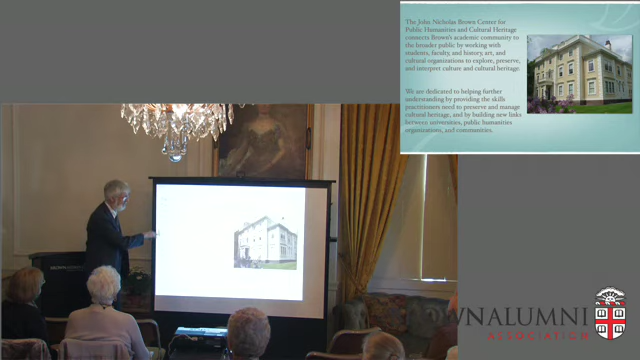 The John Nicholas Brown Center for
Public Humanities and Cultural Heritage
connects Brown's academic community to
the broader public by working with
students, faculty, and history, art, and
cultural organizations to explore, preserve,
and interpret culture and cultural heritage.
We are dedicated to helping further
understanding by providing the skills
practitioners need to preserve and manage
cultural heritage, and by building new links
between universities, public humanities
organizations, and communities.
WNALUMNI
ASSOCIATION